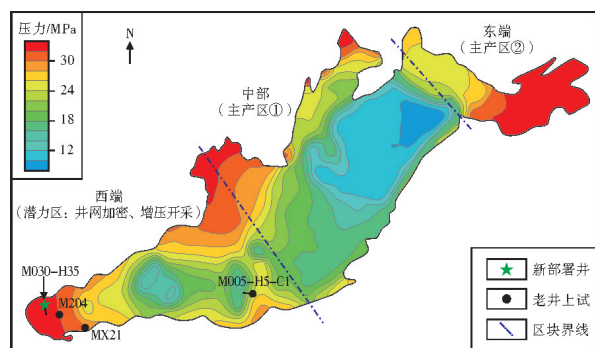 压力/MPa
30
24
18
12
N
东端
(主产区②)
中部
(主产区①)
西端
(潜力区：井网加密、增压开采)
M030-H35
M204
MX21
M005-H5-C1
新部署井
老井上试
区块界线